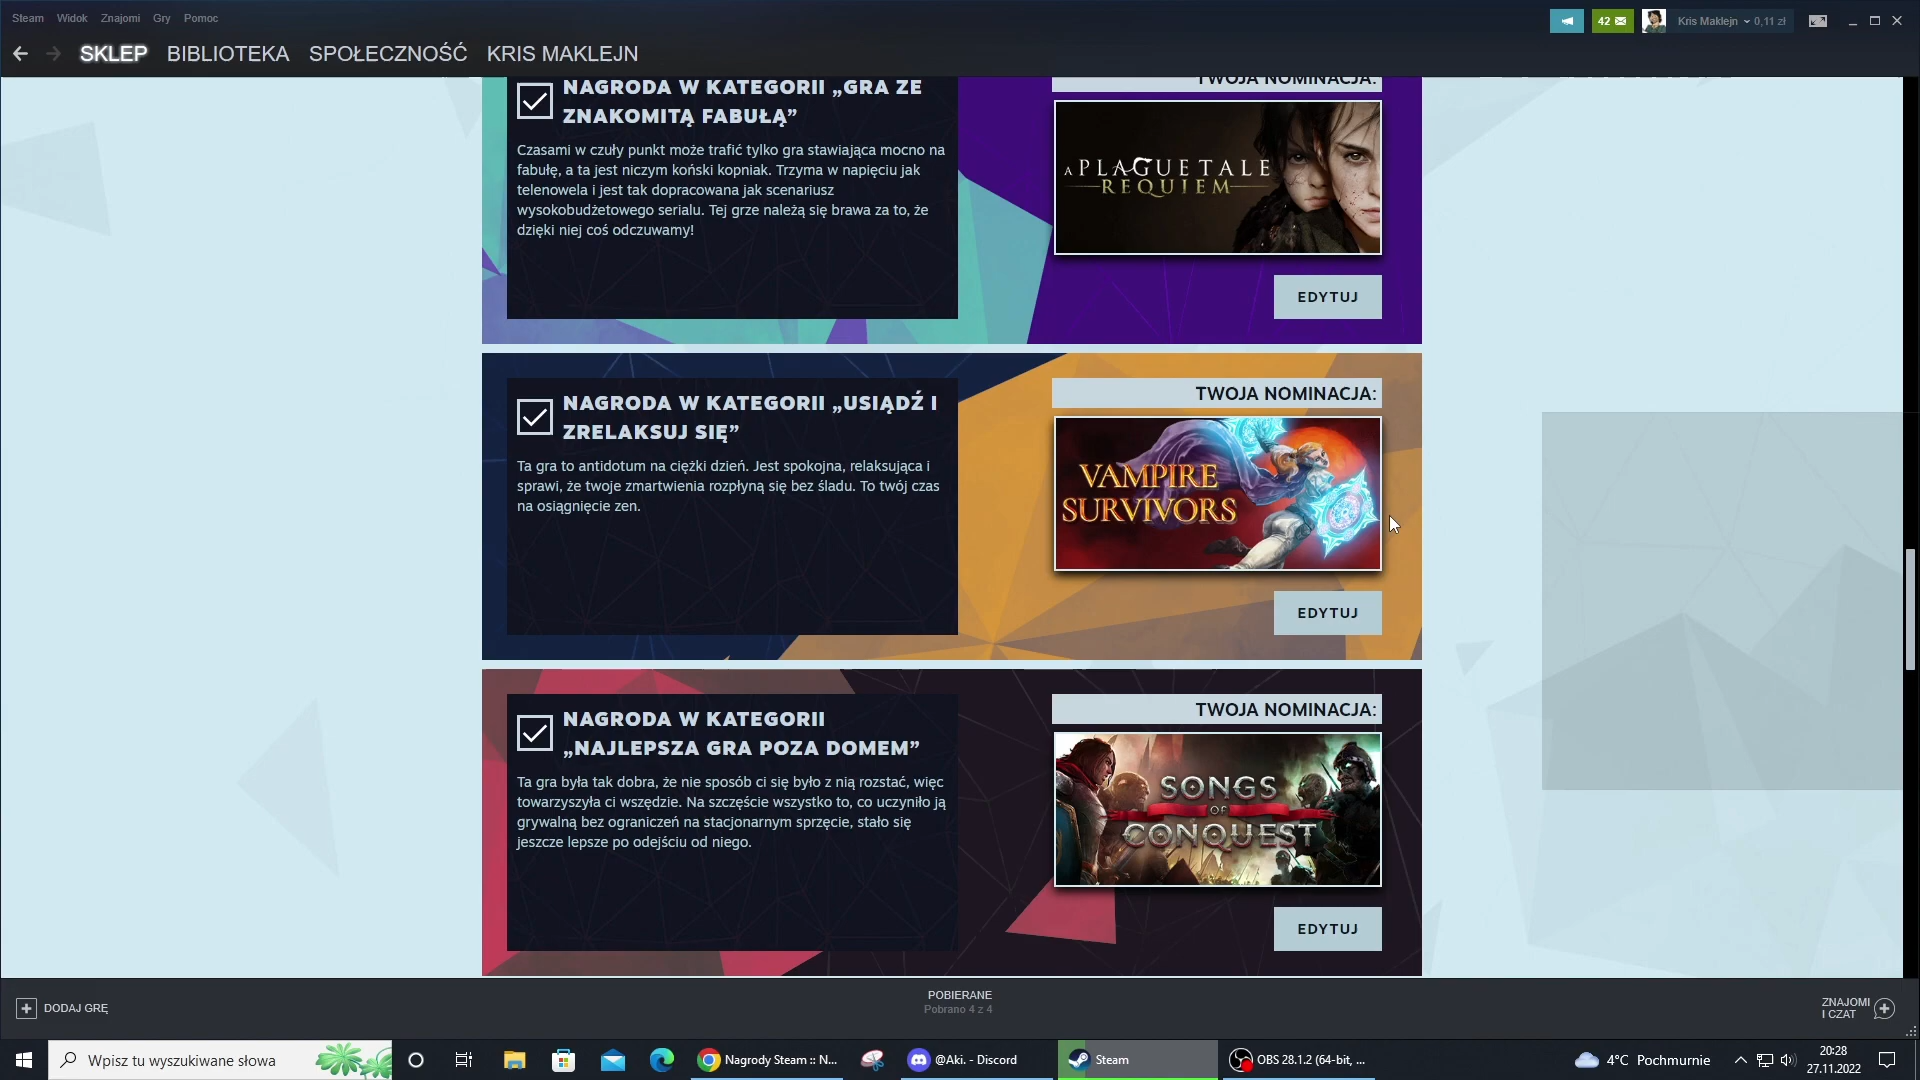 Steam Widok Znajomi Gry Pomoc
42
Kris Maklejn 0,11 zł
SKLEP BIBLIOTEKA SPOŁECZNOŚĆ KRIS MAKLEJN
NAGRODA W KATEGORII „GRA ZE
ZNAKOMITĄ FABUŁĄ”
Czasami w czuły punkt może trafić tylko gra stawiająca mocno na
fabułę, a ta jest niczym koński kopniak. Trzyma w napięciu jak
telenowela i jest tak dopracowana jak scenariusz
wysokobudżetowego serialu. Tej grze należą się brawa za to, że
dzięki niej coś odczuwamy!
TWOJA NOMINACJA:
A PLAGUE TALE
REQUIEM
EDYTUJ
NAGRODA W KATEGORII „USIĄDŹ I
ZRELAKSUJ SIĘ”
Ta gra to antidotum na ciężki dzień. Jest spokojna, relaksująca i
sprawi, że twoje zmartwienia rozpłyną się bez śladu. To twój czas
na osiągnięcie zen.
TWOJA NOMINACJA:
VAMPIRE
SURVIVORS
EDYTUJ
NAGRODA W KATEGORII
„NAJLEPSZA GRA POZA DOMEM”
Ta gra była tak dobra, że nie sposób ci się było z nią rozstać, więc
towarzyszyła ci wszędzie. Na szczęście wszystko to, co uczyniło ją
grywalną bez ograniczeń na stacjonarnym sprzęcie, stało się
jeszcze lepsze po odejściu od niego.
TWOJA NOMINACJA:
SONGS
OF
CONQUEST
EDYTUJ
DODAJ GRĘ
POBIERANE
Pobrano 4 z 4
ZNAJOMI
I CZAT
Wpisz tu wyszukiwane słowa
Nagrody Steam :: N...
@Aki. - Discord
Steam
OBS 28.1.2 (64-bit, ...
4°C Pochmurnie
20:28
27.11.2022